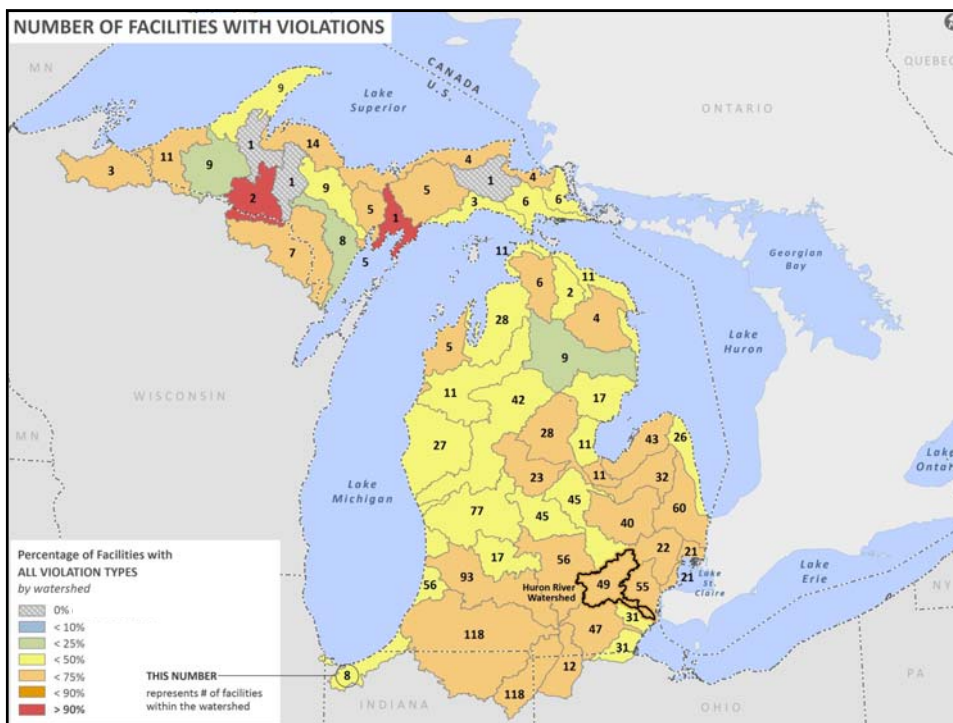 NUMBER OF FACILITIES WITH VIOLATIONS
MN
CANADA
U.S.
QUEBEC
Lake
Superior
ONTARIO
9
1
14
11
3
9
1
4
4
1
2
9
5
5
1
3
6
6
8
7
5
Georgian
Bay
11
11
6
2
28
4
Lake
Huron
5
9
WISCONSIN
11
42
17
MN
28
43
26
27
11
Lake
Ontario
Lake
Michigan
23
11
32
45
60
77
45
40
Percentage of Facilities with
ALL VIOLATION TYPES
by watershed
0%
< 10%
< 25%
< 50%
< 75%
< 90%
> 90%
THIS NUMBER
represents # of facilities
within the watershed
17
56
22
21
93
56
Huron River
Watershed
49
55
21
Lake
St.
Claire
Lake
Erie
NY
31
118
47
31
12
8
118
INDIANA
OHIO
PA